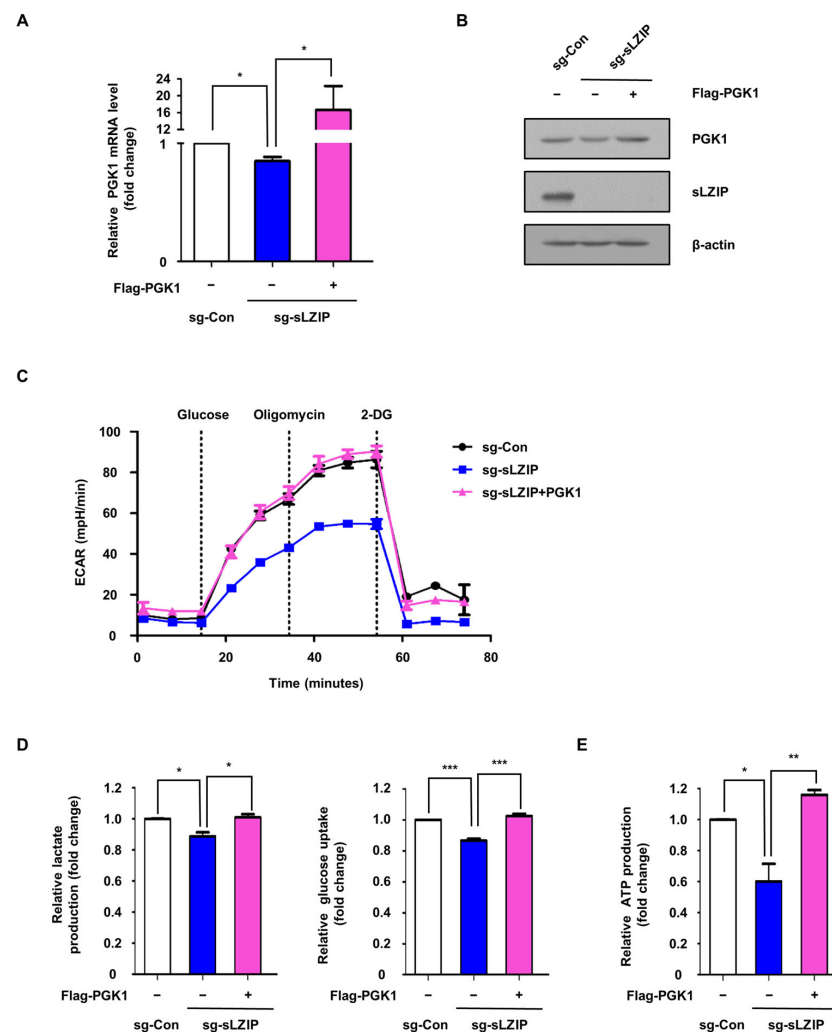 A
Relative PGK1 mRNA level
(fold change)
24
20
16
12
1
0
*
*
Flag-PGK1
–
–
+
sg-Con
sg-sLZIP
B
sg-Con
sg-sLZIP
–
–
+
Flag-PGK1
PGK1
sLZIP
β-actin
C
Glucose
Oligomycin
2-DG
ECAR (mpH/min)
100
80
60
40
20
0
0
20
40
60
80
Time (minutes)
sg-Con
sg-sLZIP
sg-sLZIP+PGK1
D
Relative lactate
production (fold change)
1.2
1.0
0.8
0.6
0.4
0.2
0
*
*
Flag-PGK1
–
–
+
sg-Con
sg-sLZIP
Relative glucose uptake
(fold change)
1.2
1.0
0.8
0.6
0.4
0.2
0
***
***
–
–
+
sg-Con
sg-sLZIP
E
Relative ATP production
(fold change)
1.2
1.0
0.8
0.6
0.4
0.2
0
*
**
Flag-PGK1
–
–
+
sg-Con
sg-sLZIP